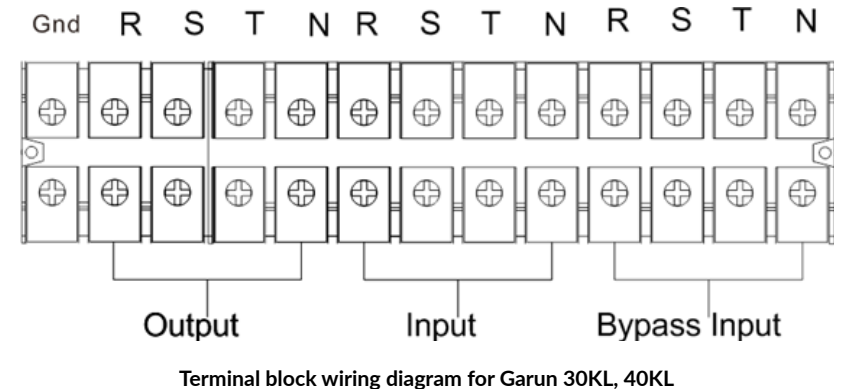 Gnd R S T N R S T N R S T N
Output Input Bypass Input
Terminal block wiring diagram for Garun 30KL, 40KL